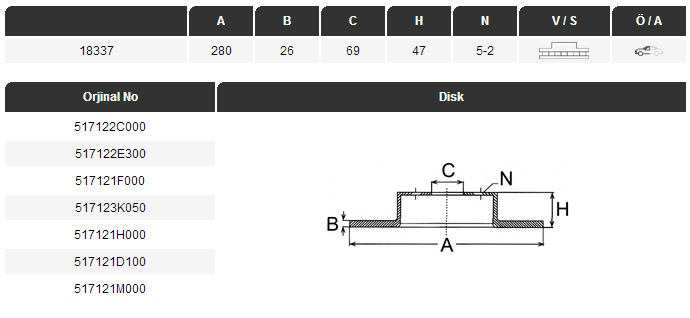 A B C H N V / S Ö / A
18337 280 26 69 47 5-2
Orjinal No Disk
517122C000
517122E300
517121F000
517123K050
517121H000
517121D100
517121M000
C
N
H
B
A